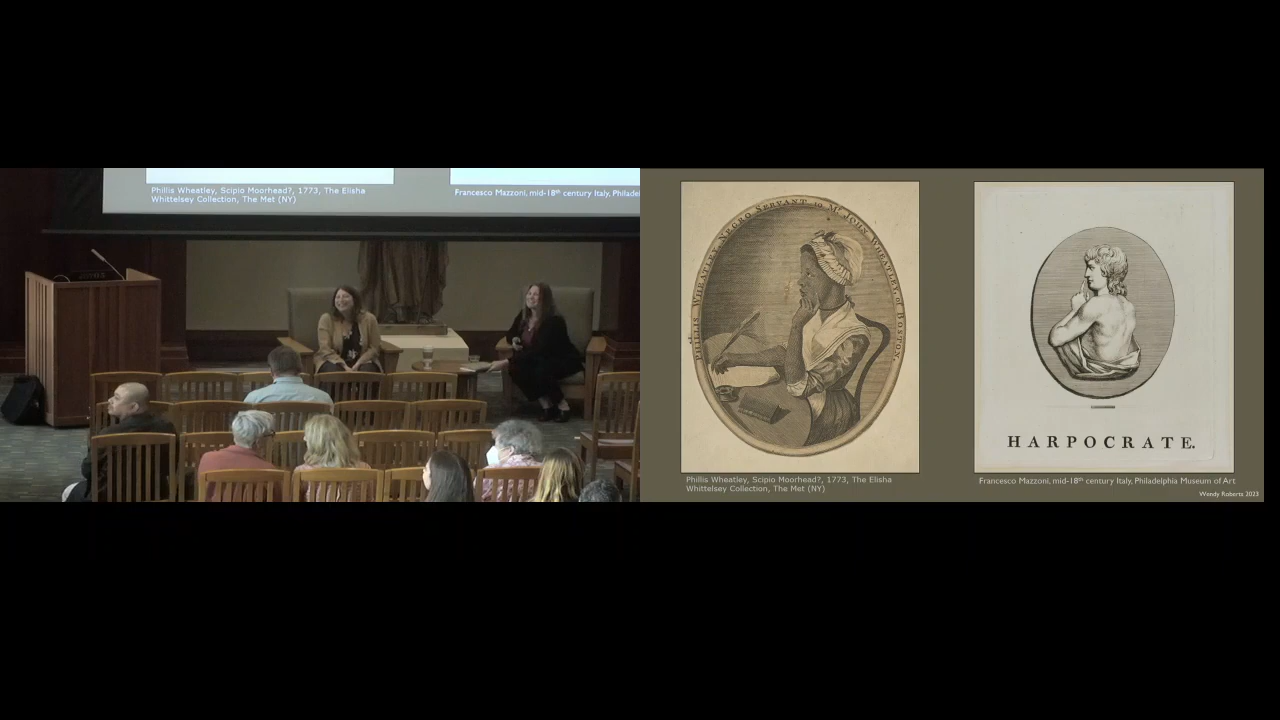 Phillis Wheatley, Scipio Moorhead?, 1773, The Elisha
Whittelsey Collection, The Met (NY)
Francesco Mazzoni, mid-18th century Italy, Philadel
PHILLIS WHEATLEY, NEGRO SERVANT to Mr. JOHN WHEATLEY, of BOSTON.
HARPOCRATE.
Phillis Wheatley, Scipio Moorhead?, 1773, The Elisha
Whittelsey Collection, The Met (NY)
Francesco Mazzoni, mid-18th century Italy, Philadelphia Museum of Art
Wendy Roberts 2023